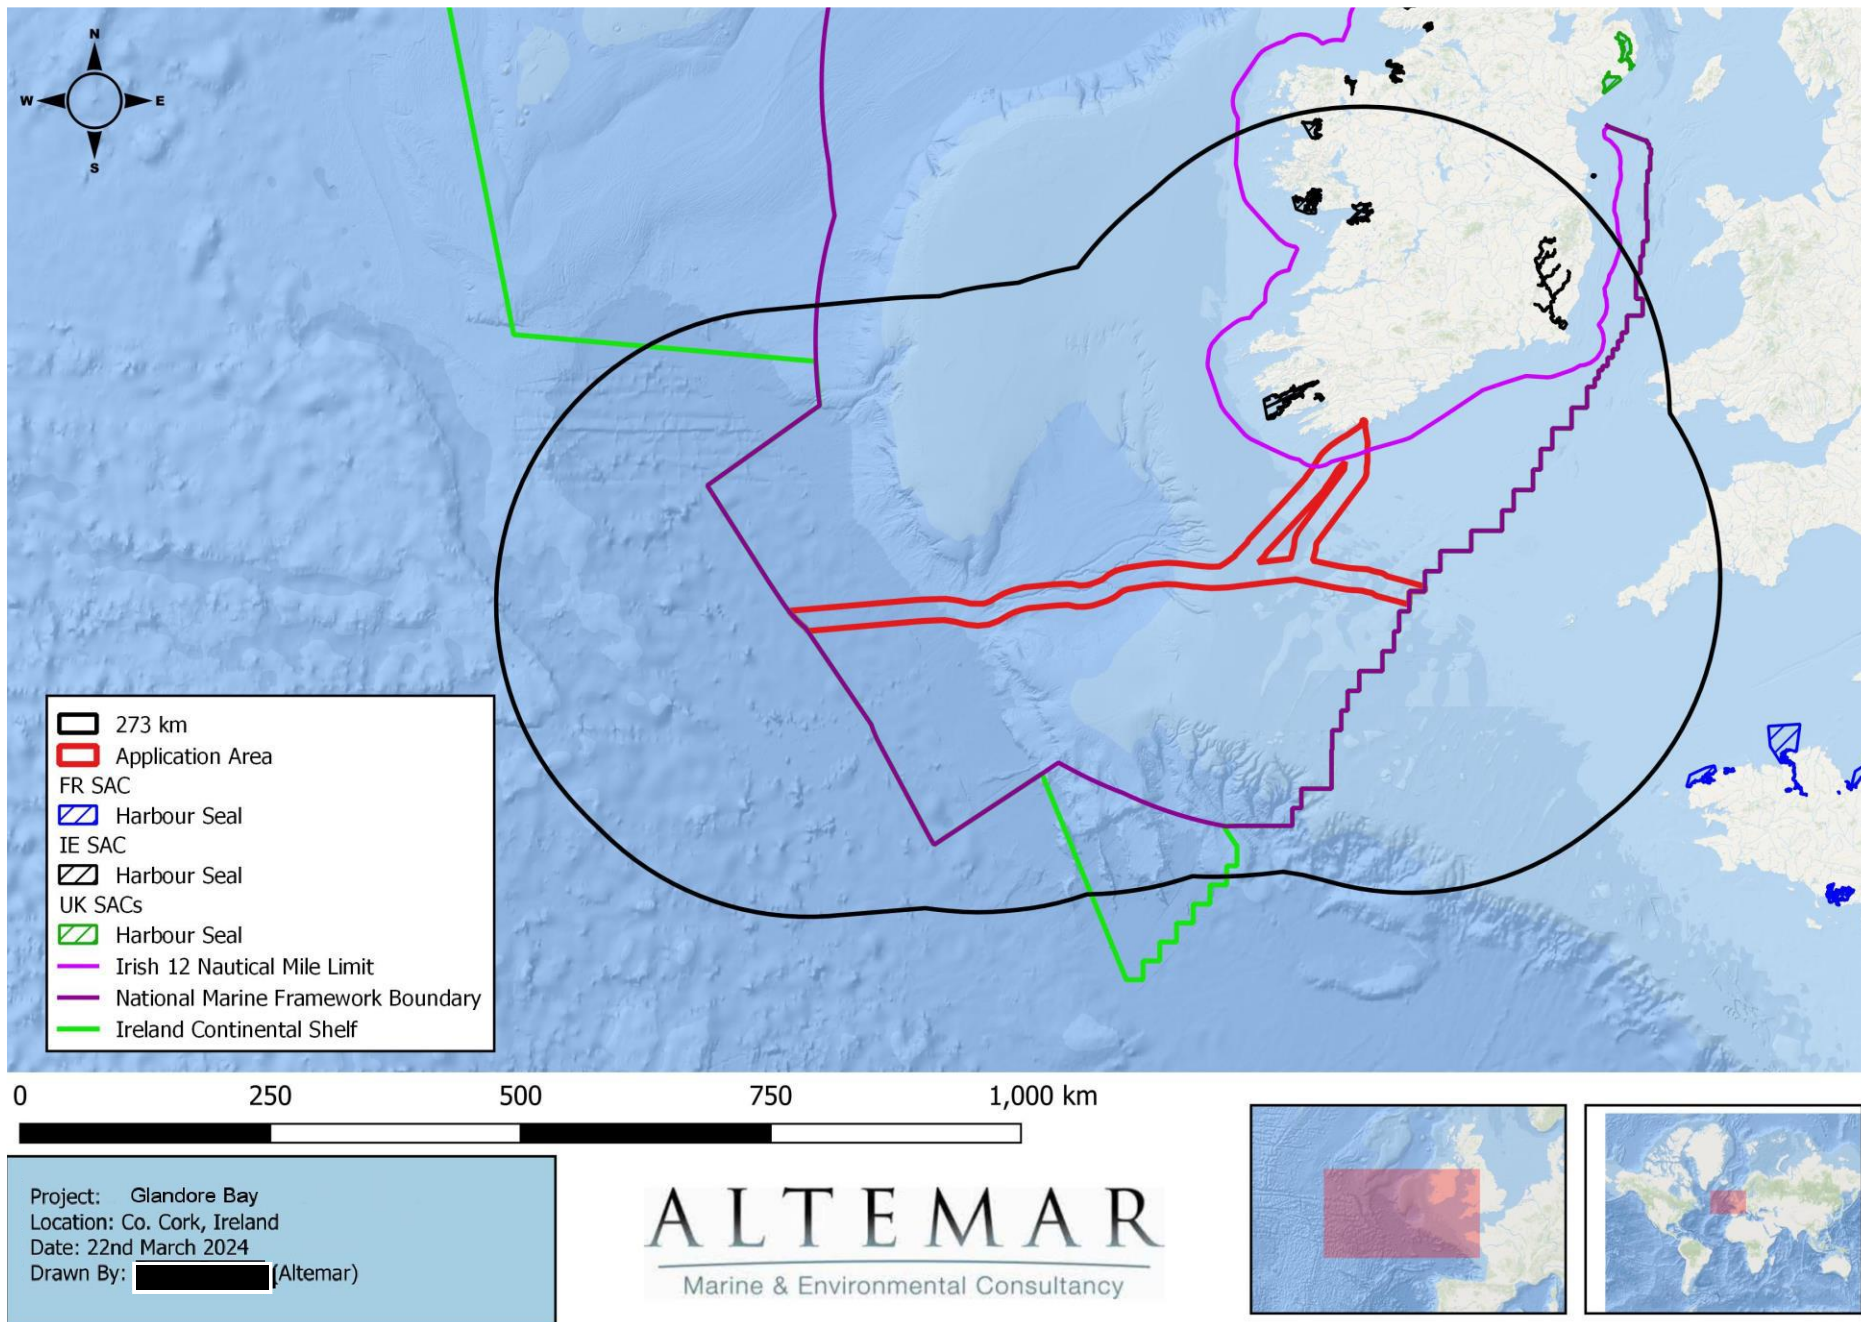 N
W
E
S
273 km
Application Area
FR SAC
Harbour Seal
IE SAC
Harbour Seal
UK SACs
Harbour Seal
Irish 12 Nautical Mile Limit
National Marine Framework Boundary
Ireland Continental Shelf
0 250 500 750 1,000 km
Project: Glandore Bay
Location: Co. Cork, Ireland
Date: 22nd March 2024
Drawn By: (Altemar)
ALTEMAR
Marine & Environmental Consultancy